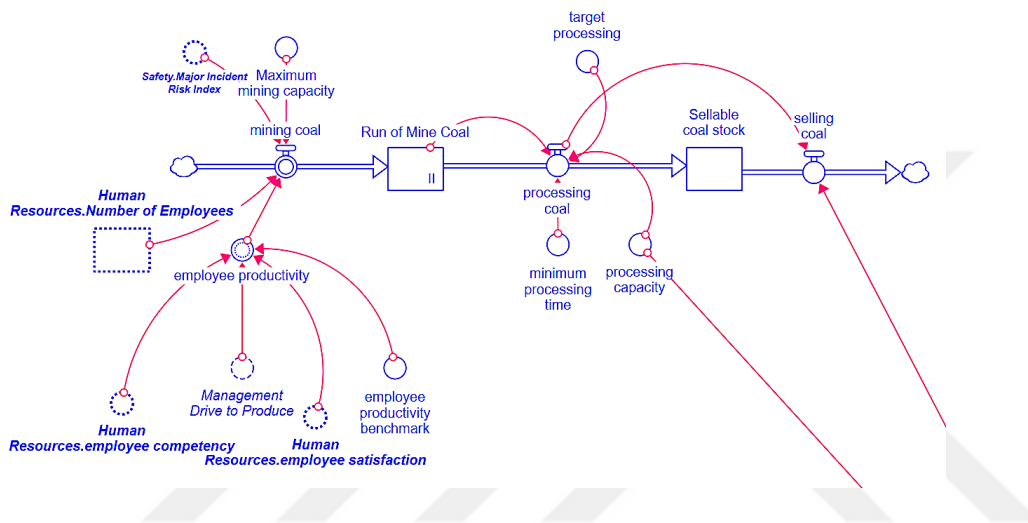 target
processing
Safety.Major Incident
Risk Index
Maximum
mining capacity
mining coal
Run of Mine Coal
Sellable
coal stock
selling
coal
Human
Resources.Number of Employees
processing
coal
employee productivity
minimum
processing
time
processing
capacity
Management
Drive to Produce
employee
productivity
benchmark
Human
Resources.employee competency
Human
Resources.employee satisfaction